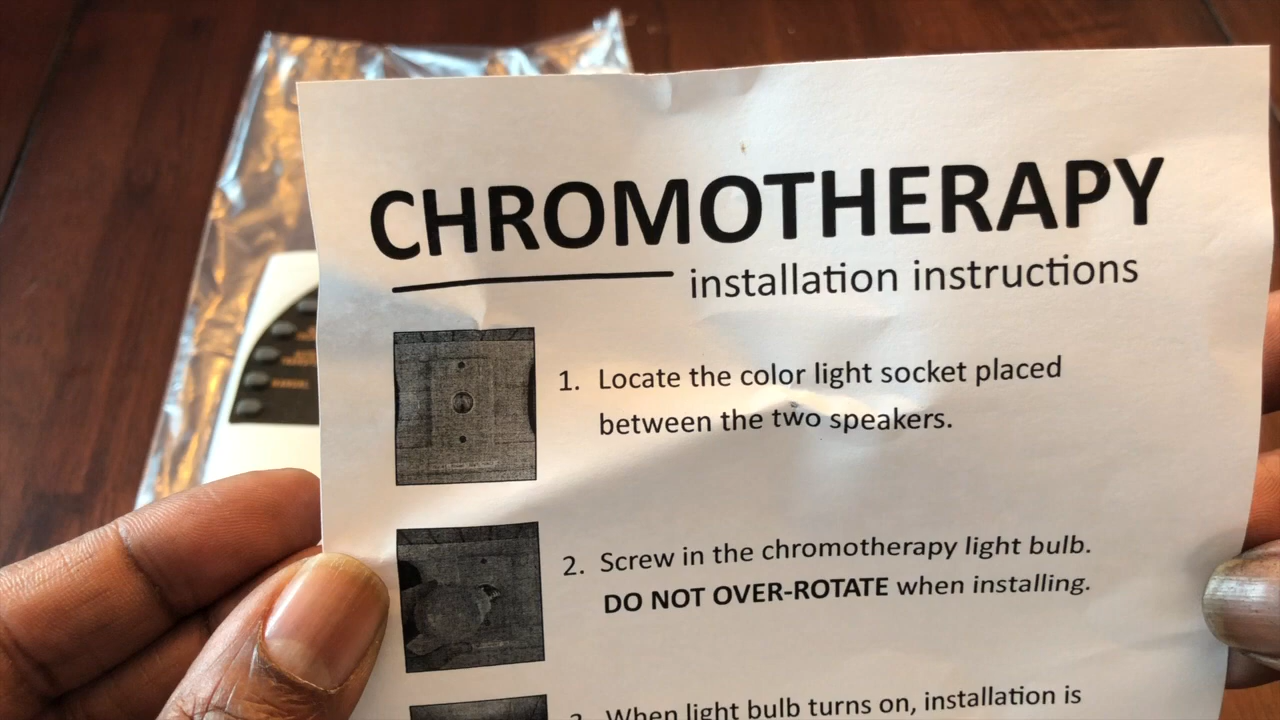 CHROMOTHERAPY
installation instructions
1. Locate the color light socket placed
between the two speakers.
2. Screw in the chromotherapy light bulb.
DO NOT OVER-ROTATE when installing.
3. When light bulb turns on, installation is